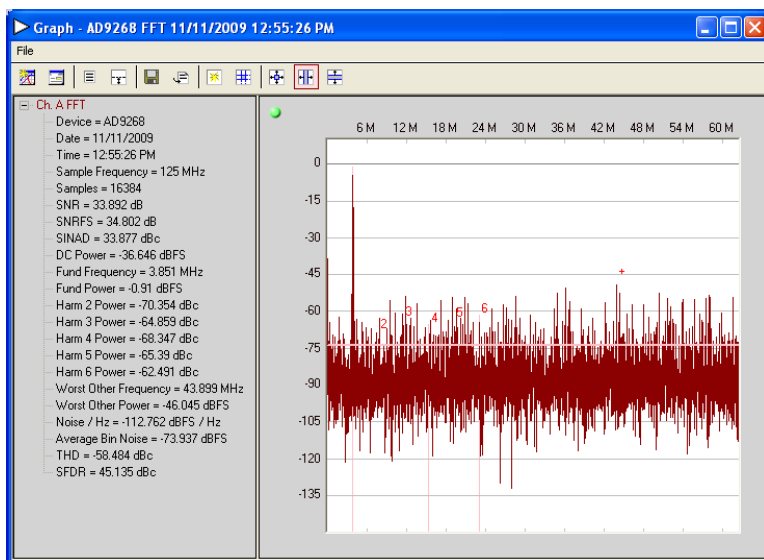 Graph - AD9268 FFT 11/11/2009 12:55:26 PM
File
Ch. A FFT
Device = AD9268
Date = 11/11/2009
Time = 12:55:26 PM
Sample Frequency = 125 MHz
Samples = 16384
SNR = 33.892 dB
SNRFS = 34.802 dB
SINAD = 33.877 dBc
DC Power = -36.646 dBFS
Fund Frequency = 3.851 MHz
Fund Power = -0.91 dBFS
Harm 2 Power = -70.354 dBc
Harm 3 Power = -64.859 dBc
Harm 4 Power = -68.347 dBc
Harm 5 Power = -65.39 dBc
Harm 6 Power = -62.491 dBc
Worst Other Frequency = 43.899 MHz
Worst Other Power = -46.045 dBFS
Noise / Hz = -112.762 dBFS / Hz
Average Bin Noise = -73.937 dBFS
THD = -58.484 dBc
SFDR = 45.135 dBc
6 M 12 M 18 M 24 M 30 M 36 M 42 M 48 M 54 M 60 M
0
-15
-30
-45
-60
-75
-90
-105
-120
-135
2 3 4 5 6
+